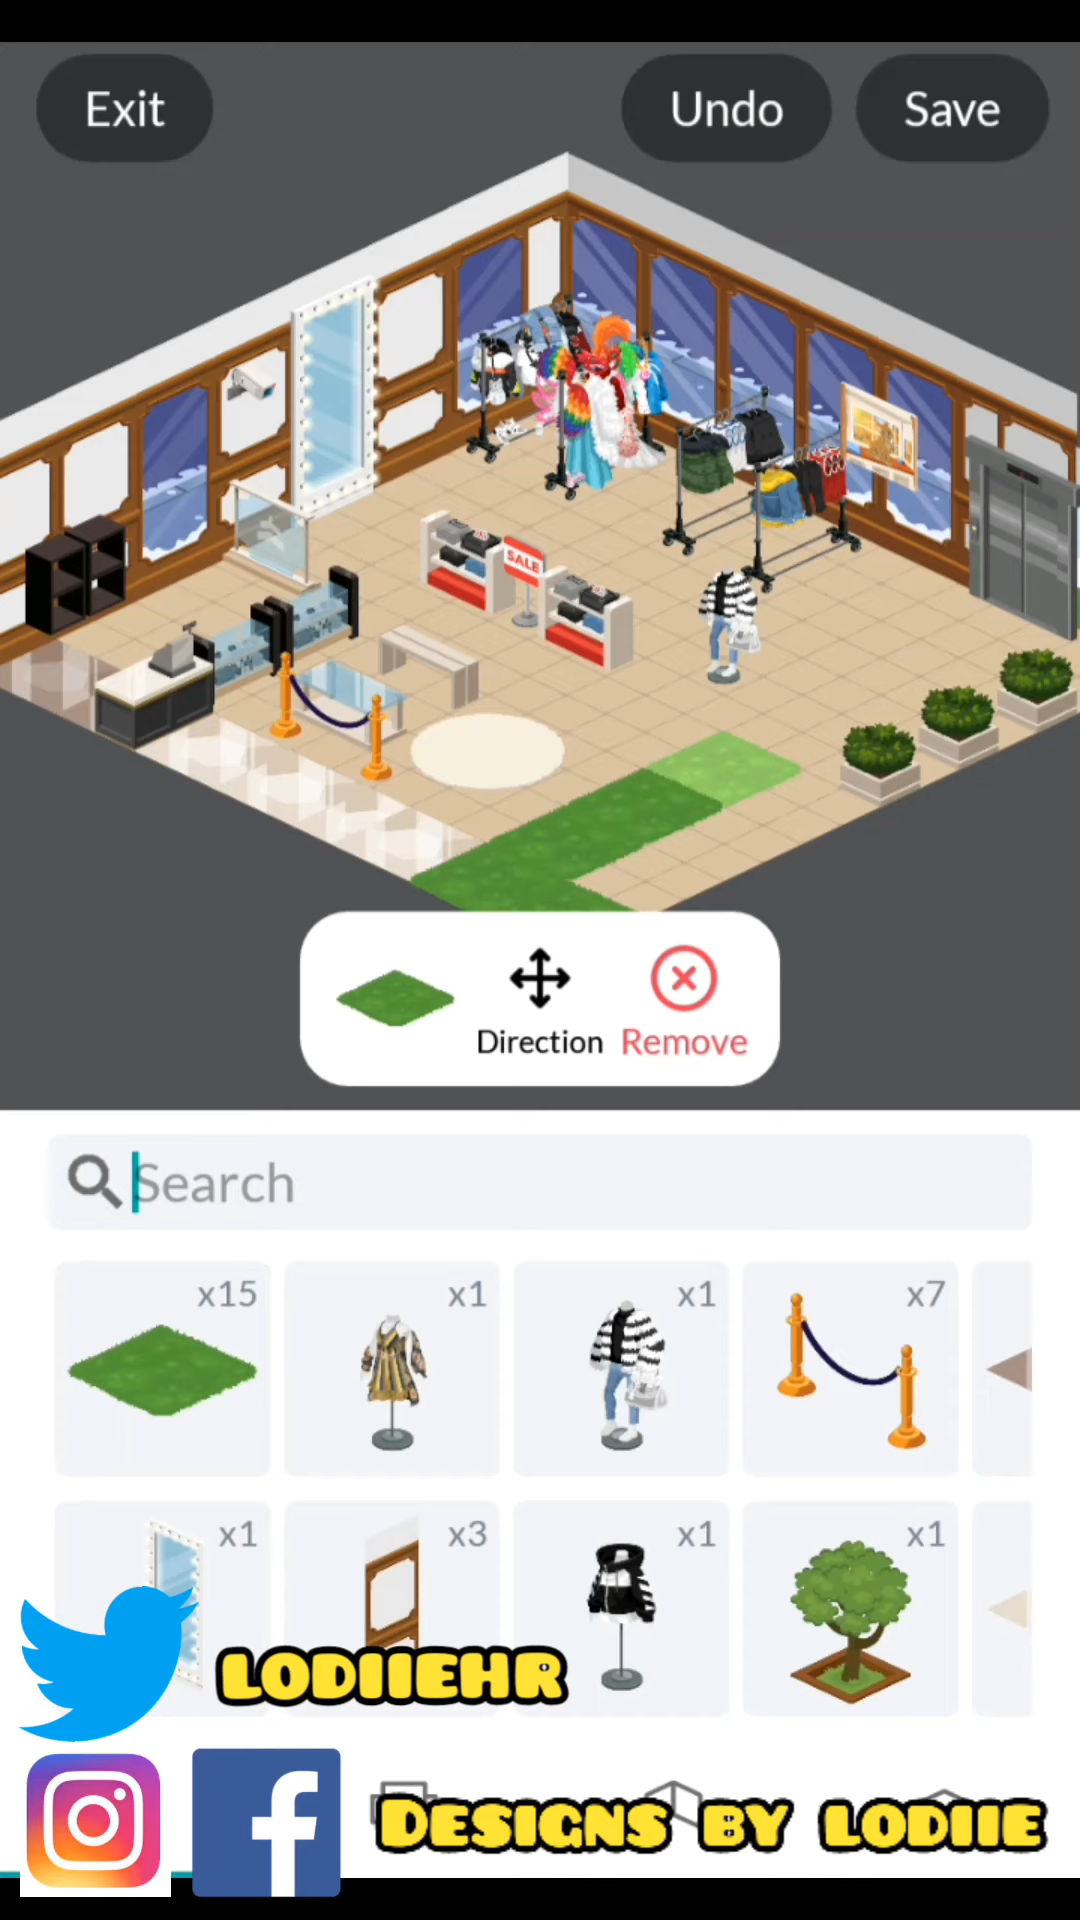 Exit
Undo
Save
SALE
Direction
Remove
Search
x15
x1
x1
x7
x1
x3
x1
x1
LODIIEHR
DESIGNS BY LODIIE